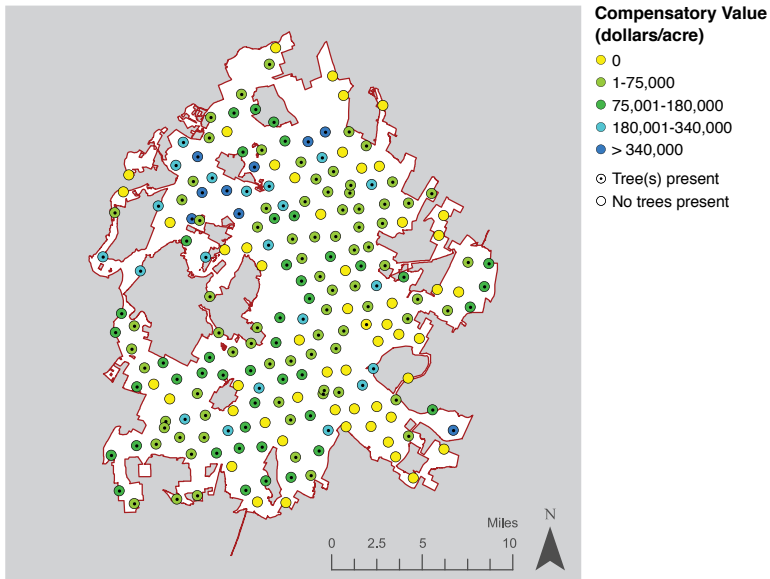 Compensatory Value
(dollars/acre)
0
1-75,000
75,001-180,000
180,001-340,000
> 340,000
Tree(s) present
No trees present
Miles
N
0 2.5 5 10